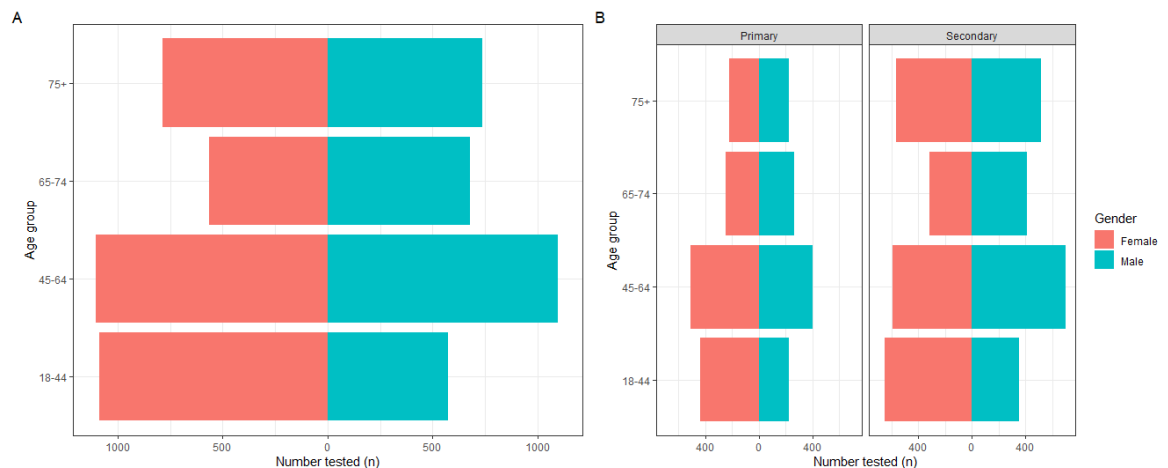 A
75+
65-74
45-64
18-44
Age group
1000 500 0 500 1000
Number tested (n)
B
Primary Secondary
75+
65-74
45-64
18-44
Age group
400 0 400 400 0 400
Number tested (n)
Gender
Female
Male